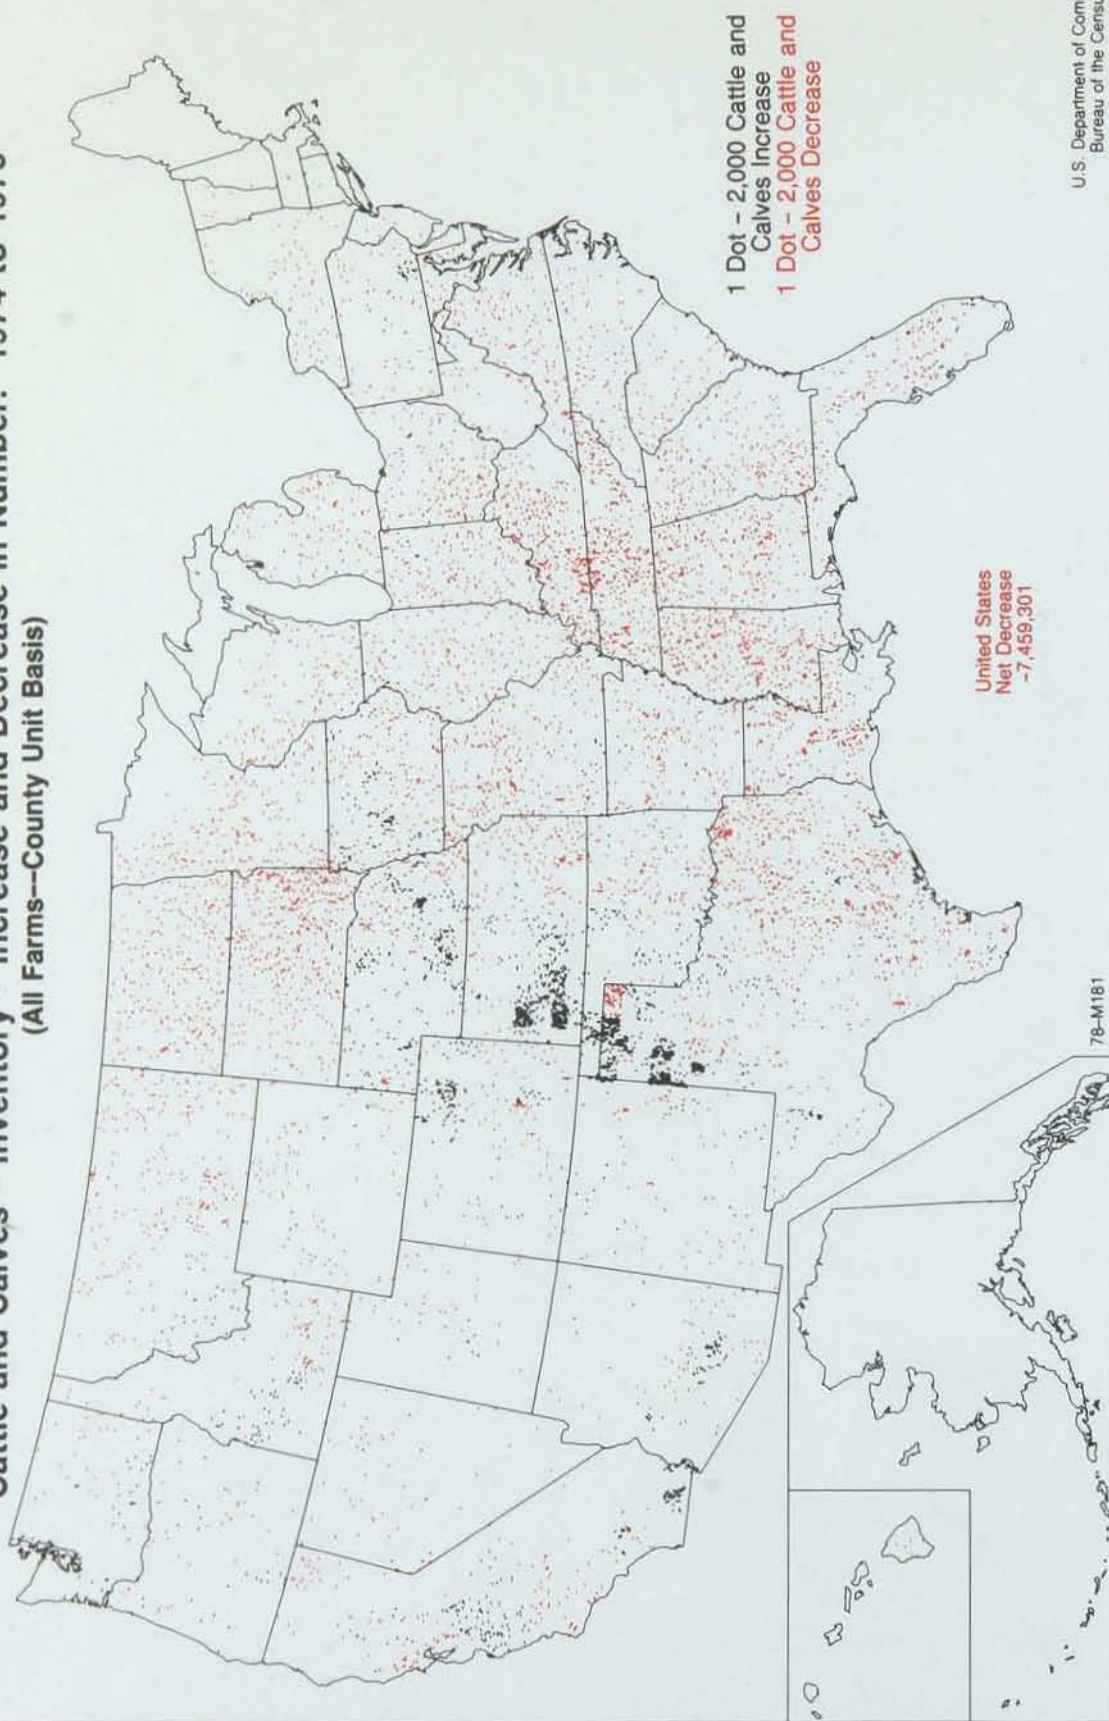 Cattle and Calves—Inventory—Increase and Decrease in Number: 1974 to 1978
(All Farms—County Unit Basis)
1 Dot – 2,000 Cattle and
Calves Increase
1 Dot – 2,000 Cattle and
Calves Decrease
United States
Net Decrease
-7,459,301
78–M181
U.S. Department of Com
Bureau of the Censu